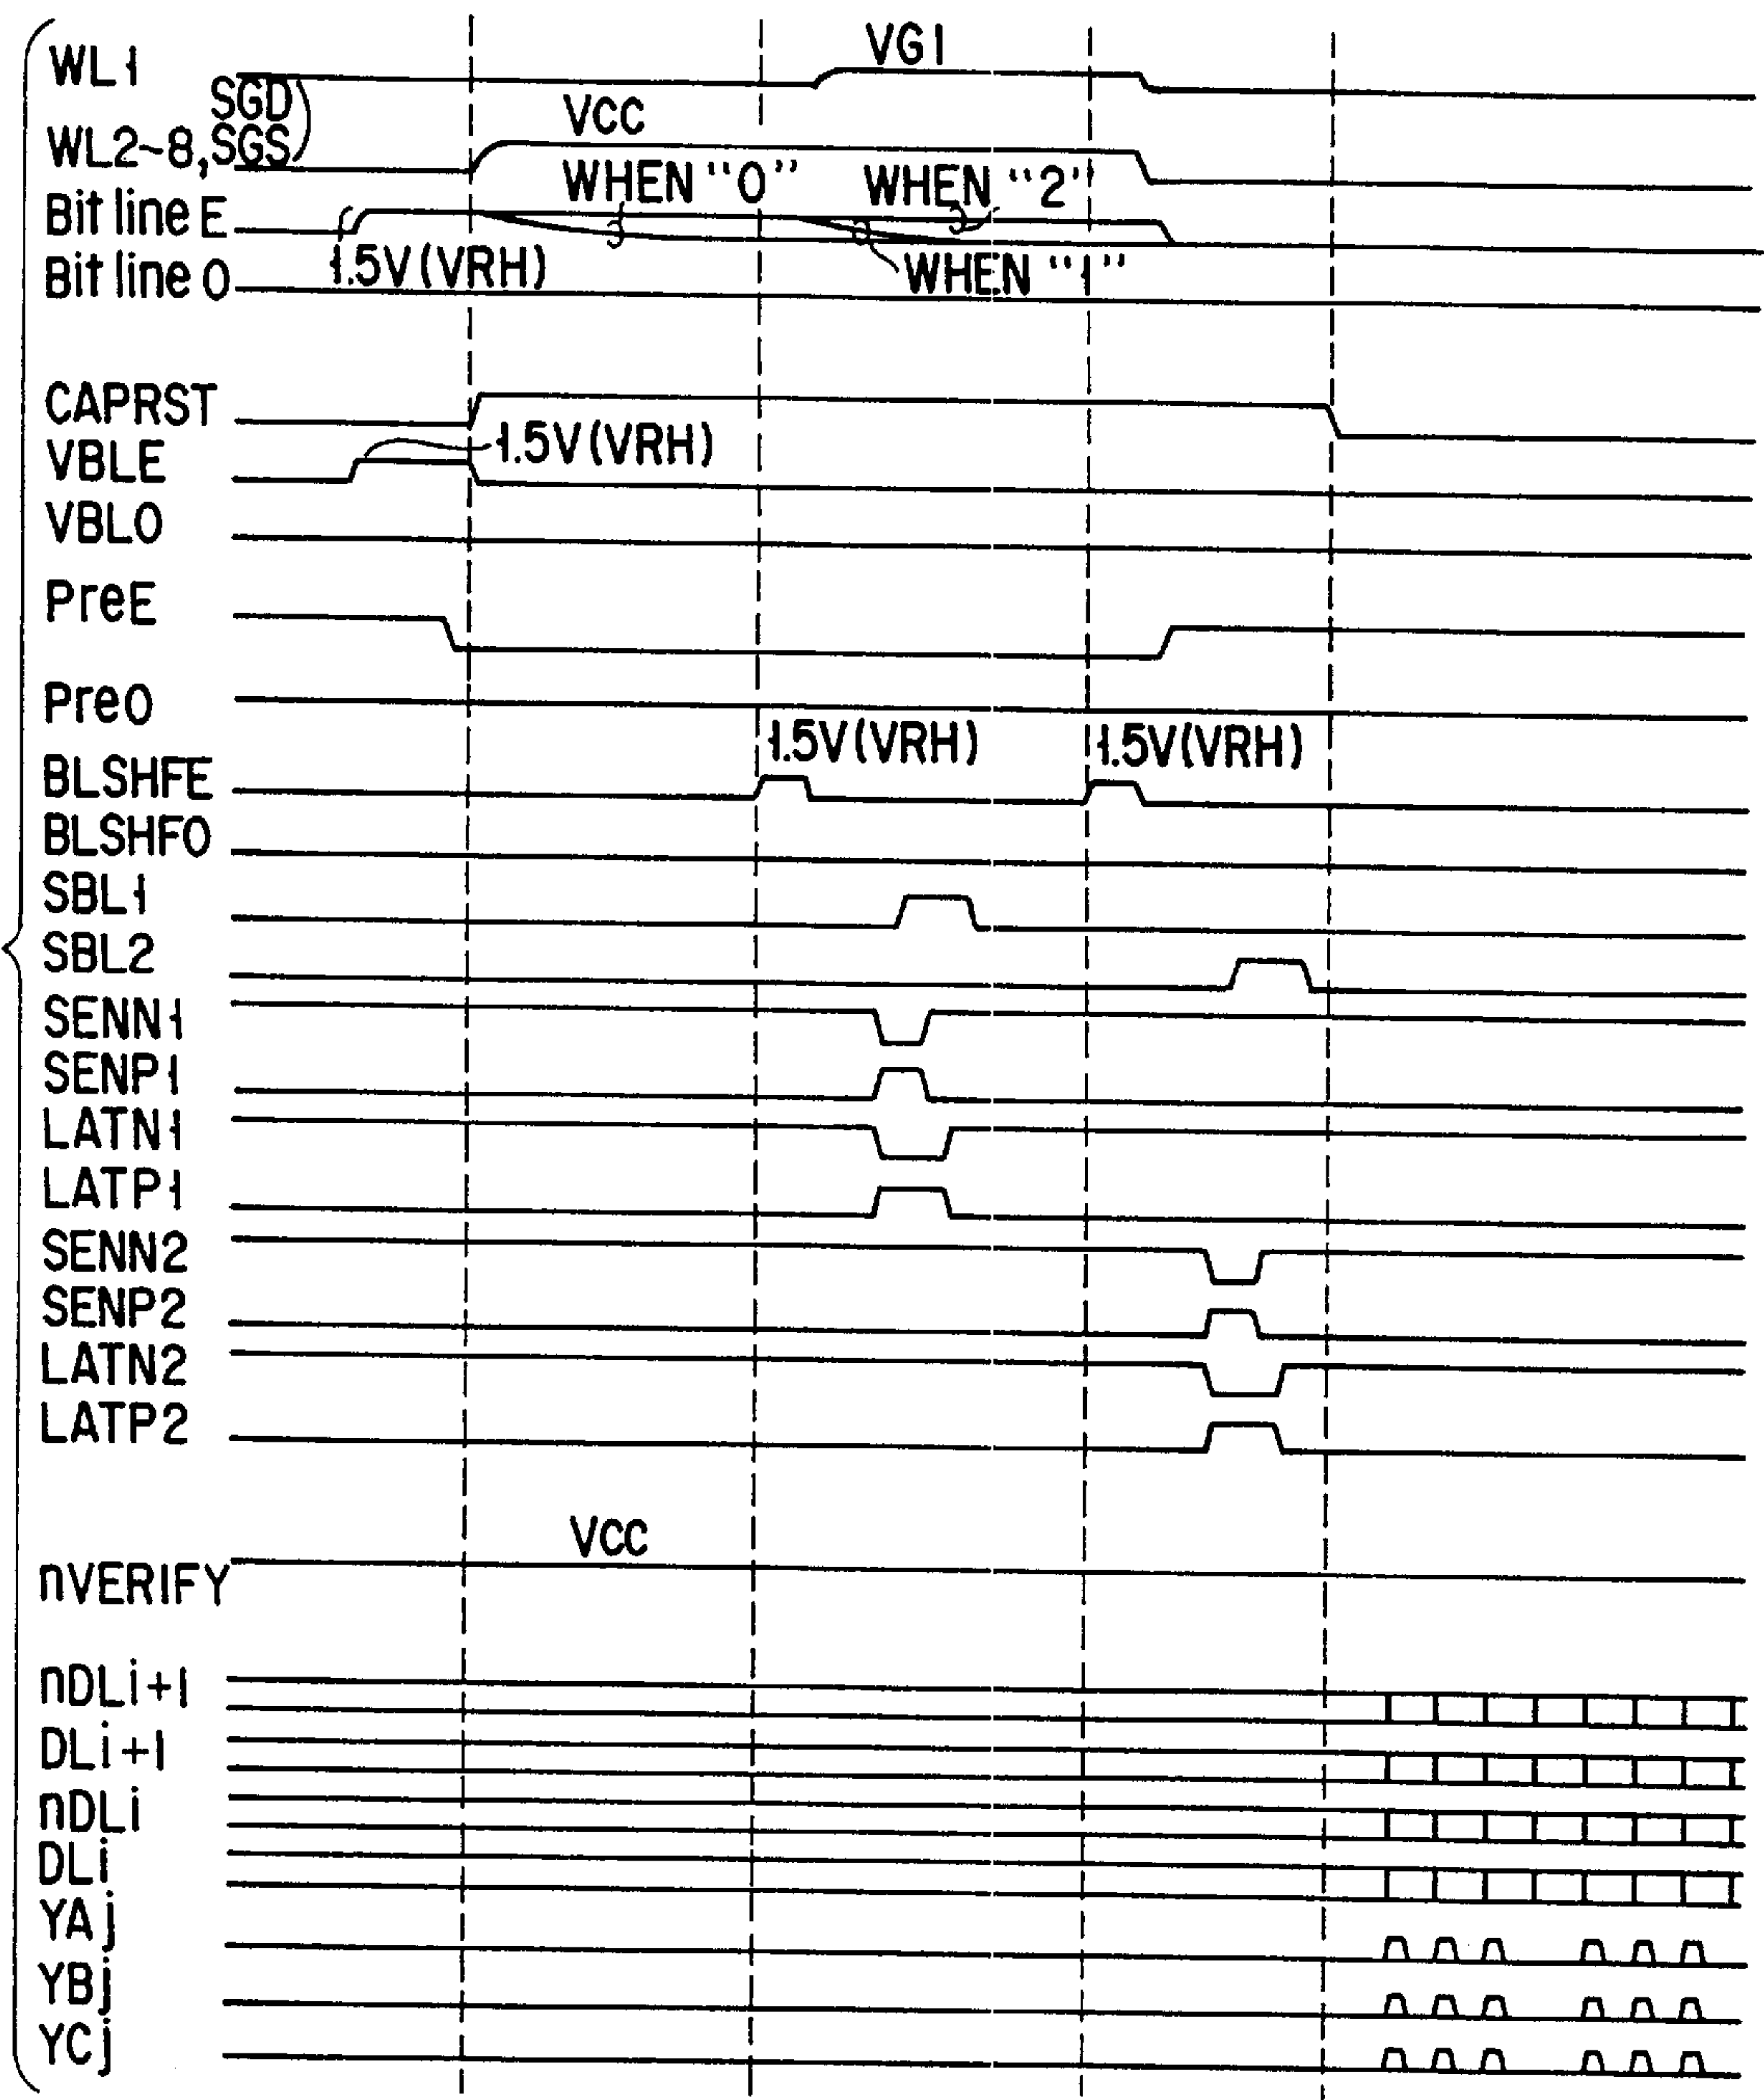 VG1
WL1
SGD
VCC
WL2~8,SGS
WHEN "0" WHEN "2"
Bit line E
1.5V(VRH) WHEN "1"
Bit line O
CAPRST
1.5V(VRH)
VBLE
VBLO
PreE
PreO
1.5V(VRH) 1.5V(VRH)
BLSHFE
BLSHFO
SBL1
SBL2
SENN1
SENP1
LATN1
LATP1
SENN2
SENP2
LATN2
LATP2
VCC
nVERIFY
nDLi+1
DLi+1
nDLi
DLi
YAj
YBj
YCj